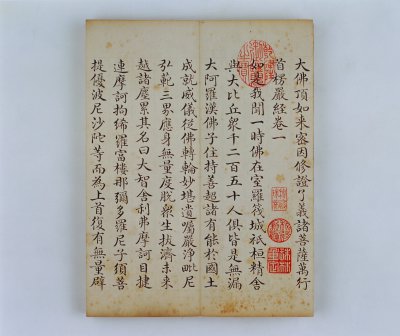 大佛頂如来密因修證了義諸菩薩萬行
首楞嚴經卷一
如是我聞一時佛在室羅筏城祇桓精舍
與大比丘衆千二百五十人俱皆是無漏
大阿羅漢佛子住持善超諸有能於國土
成就威儀從佛轉輪妙堪遺囑嚴淨毗尼
弘範三界應身無量度脱衆生拔濟未来
越諸塵累其名曰大智舍利弗摩訶目揵
連摩訶拘絺羅富樓那彌多羅尼子須菩
提優波尼沙陀等而為上首復有無量辟